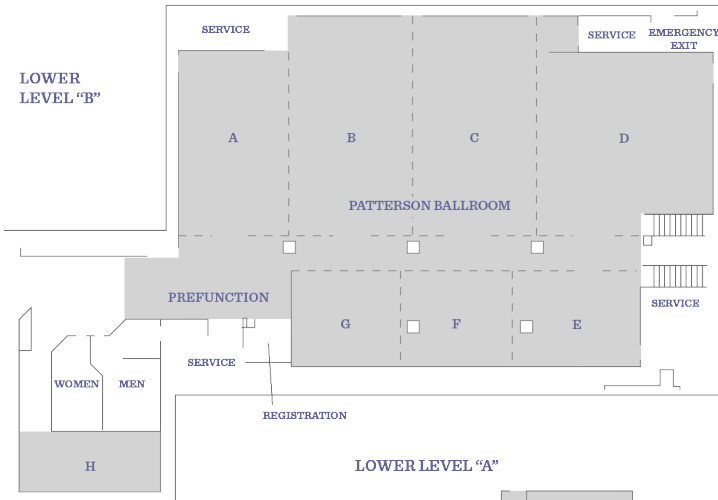 SERVICE
SERVICE
EMERGENCY
EXIT
LOWER
LEVEL “B”
A
B
C
D
PATTERSON BALLROOM
PREFUNCTION
SERVICE
G
F
E
SERVICE
WOMEN
MEN
REGISTRATION
H
LOWER LEVEL “A”